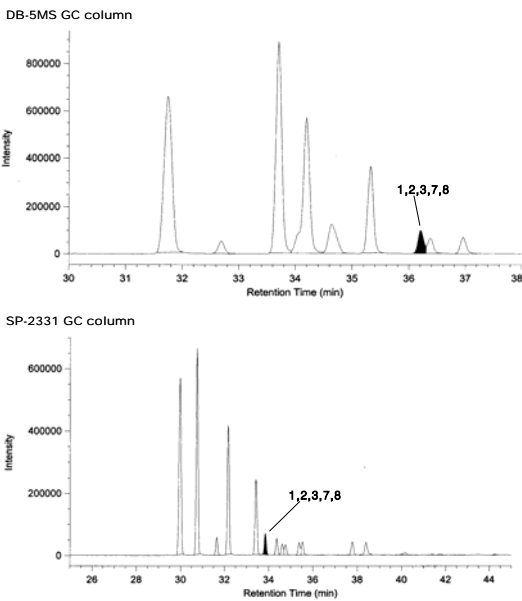 DB-5MS GC column
800000
600000
400000
200000
0
Intensity
1,2,3,7,8
30 31 32 33 34 35 36 37 38
Retention Time (min)
SP-2331 GC column
600000
400000
200000
0
Intensity
1,2,3,7,8
26 28 30 32 34 36 38 40 42 44
Retention Time (min)